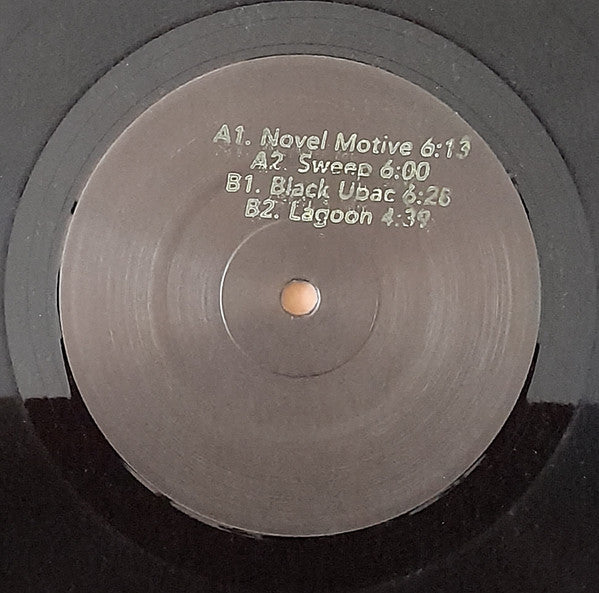 A1. Novel Motive 6:13
A2. Sweep 6:00
B1. Black Ubac 6:26
B2. Lagoon 4:39